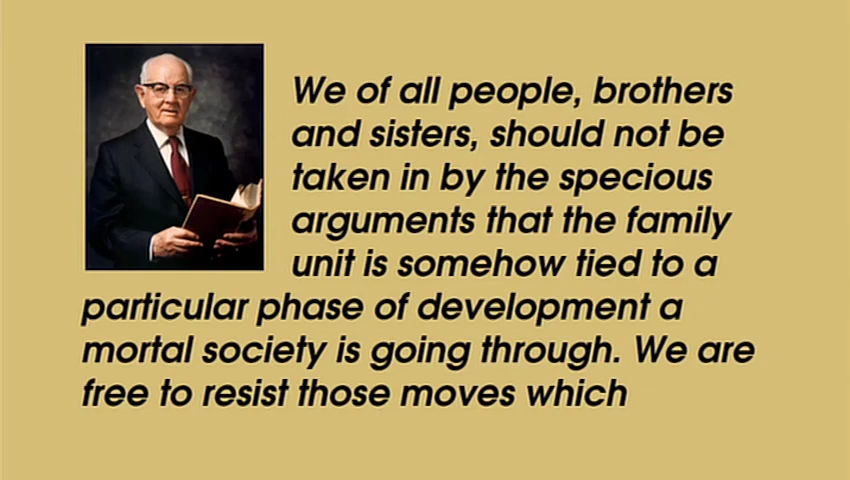 We of all people, brothers
and sisters, should not be
taken in by the specious
arguments that the family
unit is somehow tied to a
particular phase of development a
mortal society is going through. We are
free to resist those moves which